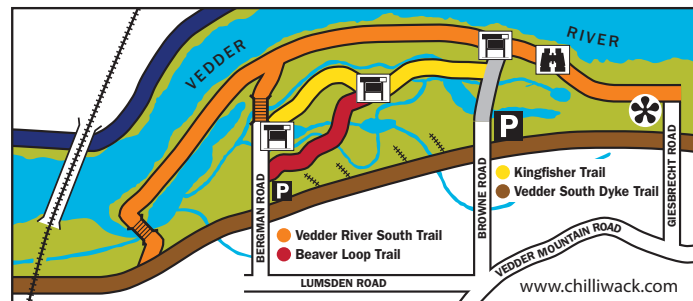 VEDDER
RIVER
P
P
Kingfisher Trail
Vedder South Dyke Trail
Vedder River South Trail
Beaver Loop Trail
BERGMAN ROAD
BROWNE ROAD
GIESBRECHT ROAD
VEDDER MOUNTAIN ROAD
LUMSDEN ROAD
www.chilliwack.com